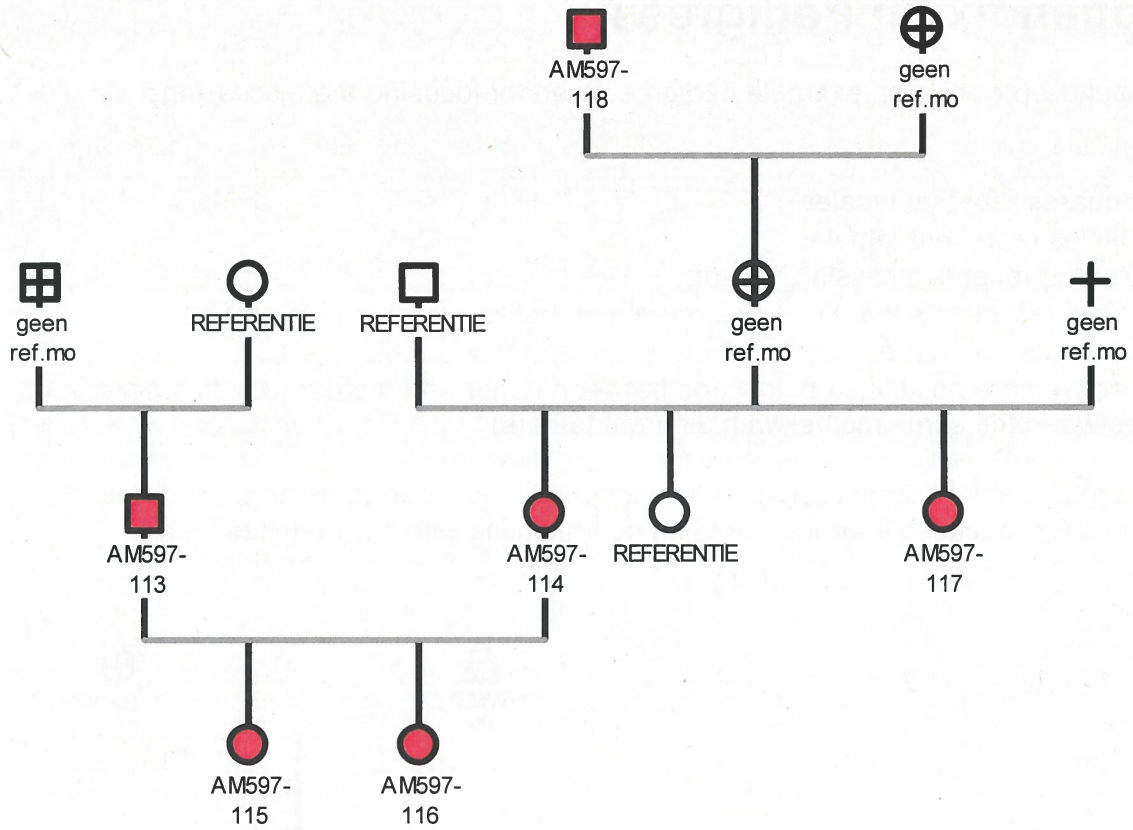 AM597-
118
geen
ref.mo
geen
ref.mo
REFERENTIE
REFERENTIE
geen
ref.mo
geen
ref.mo
AM597-
113
AM597-
114
REFERENTIE
AM597-
117
AM597-
115
AM597-
116